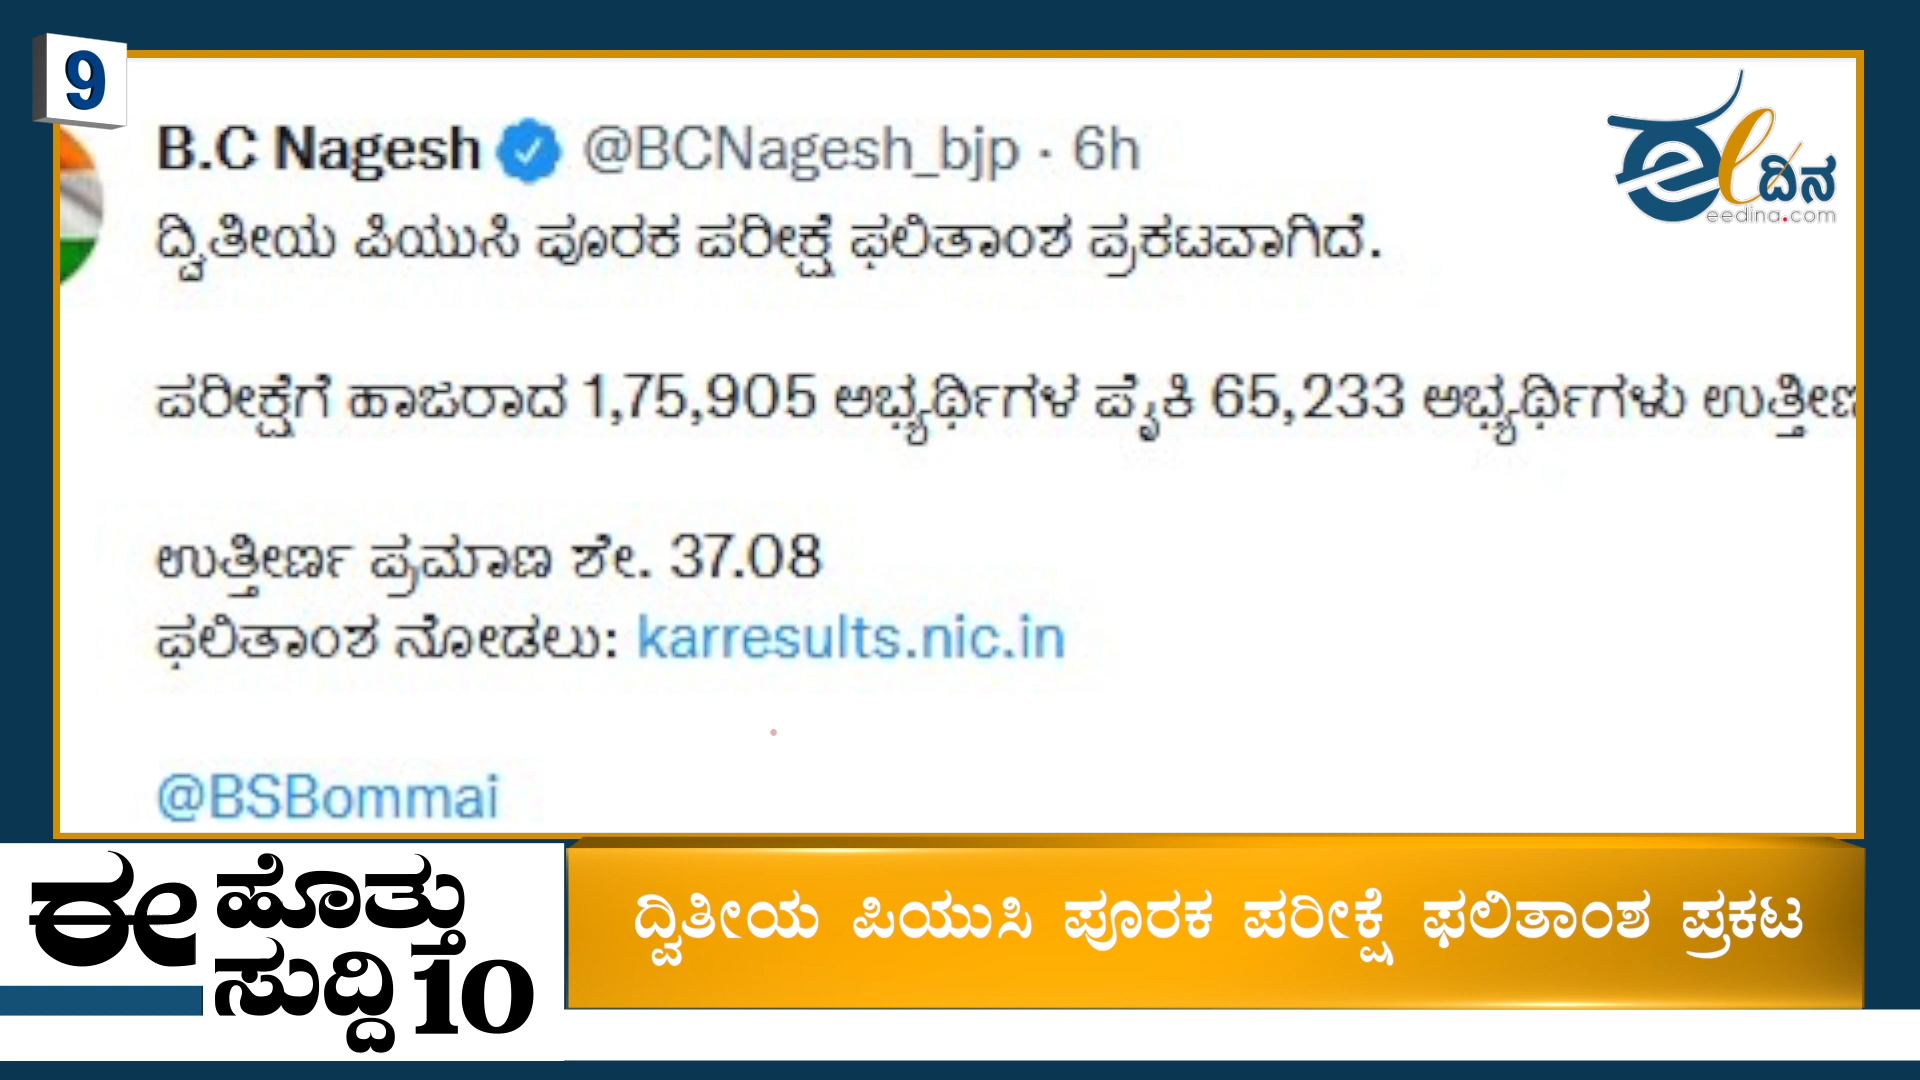 9
B.C Nagesh @BCNagesh_bjp · 6h
ದ್ವಿತೀಯ ಪಿಯುಸಿ ಪೂರಕ ಪರೀಕ್ಷೆ ಫಲಿತಾಂಶ ಪ್ರಕಟವಾಗಿದೆ.
ಪರೀಕ್ಷೆಗೆ ಹಾಜರಾದ 1,75,905 ಅಭ್ಯರ್ಥಿಗಳ ಪೈಕಿ 65,233 ಅಭ್ಯರ್ಥಿಗಳು
ಉತ್ತೀರ್ಣ ಪ್ರಮಾಣ ಶೇ. 37.08
ಫಲಿತಾಂಶ ನೋಡಲು: karresults.nic.in
@BSBommai
ಈ ದಿನ
eedina.com
ಈ ಹೊತ್ತು
ಸುದ್ದಿ 10
ದ್ವಿತೀಯ ಪಿಯುಸಿ ಪೂರಕ ಪರೀಕ್ಷೆ ಫಲಿತಾಂಶ ಪ್ರಕಟ